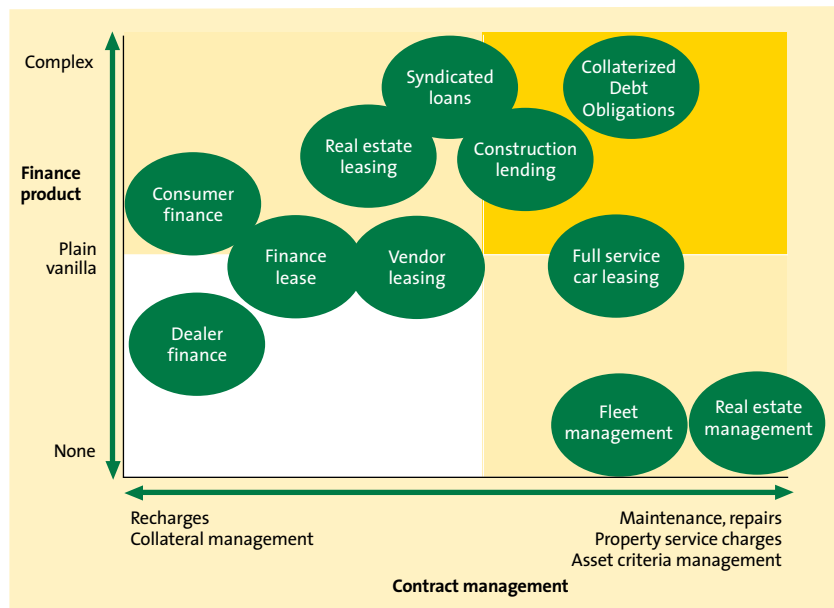 Complex
Syndicated
loans
Collaterized
Debt
Obligations
Real estate
leasing
Construction
lending
Finance
product
Consumer
finance
Plain
vanilla
Finance
lease
Vendor
leasing
Full service
car leasing
Dealer
finance
Fleet
management
Real estate
management
None
Recharges
Collateral management
Maintenance, repairs
Property service charges
Asset criteria management
Contract management